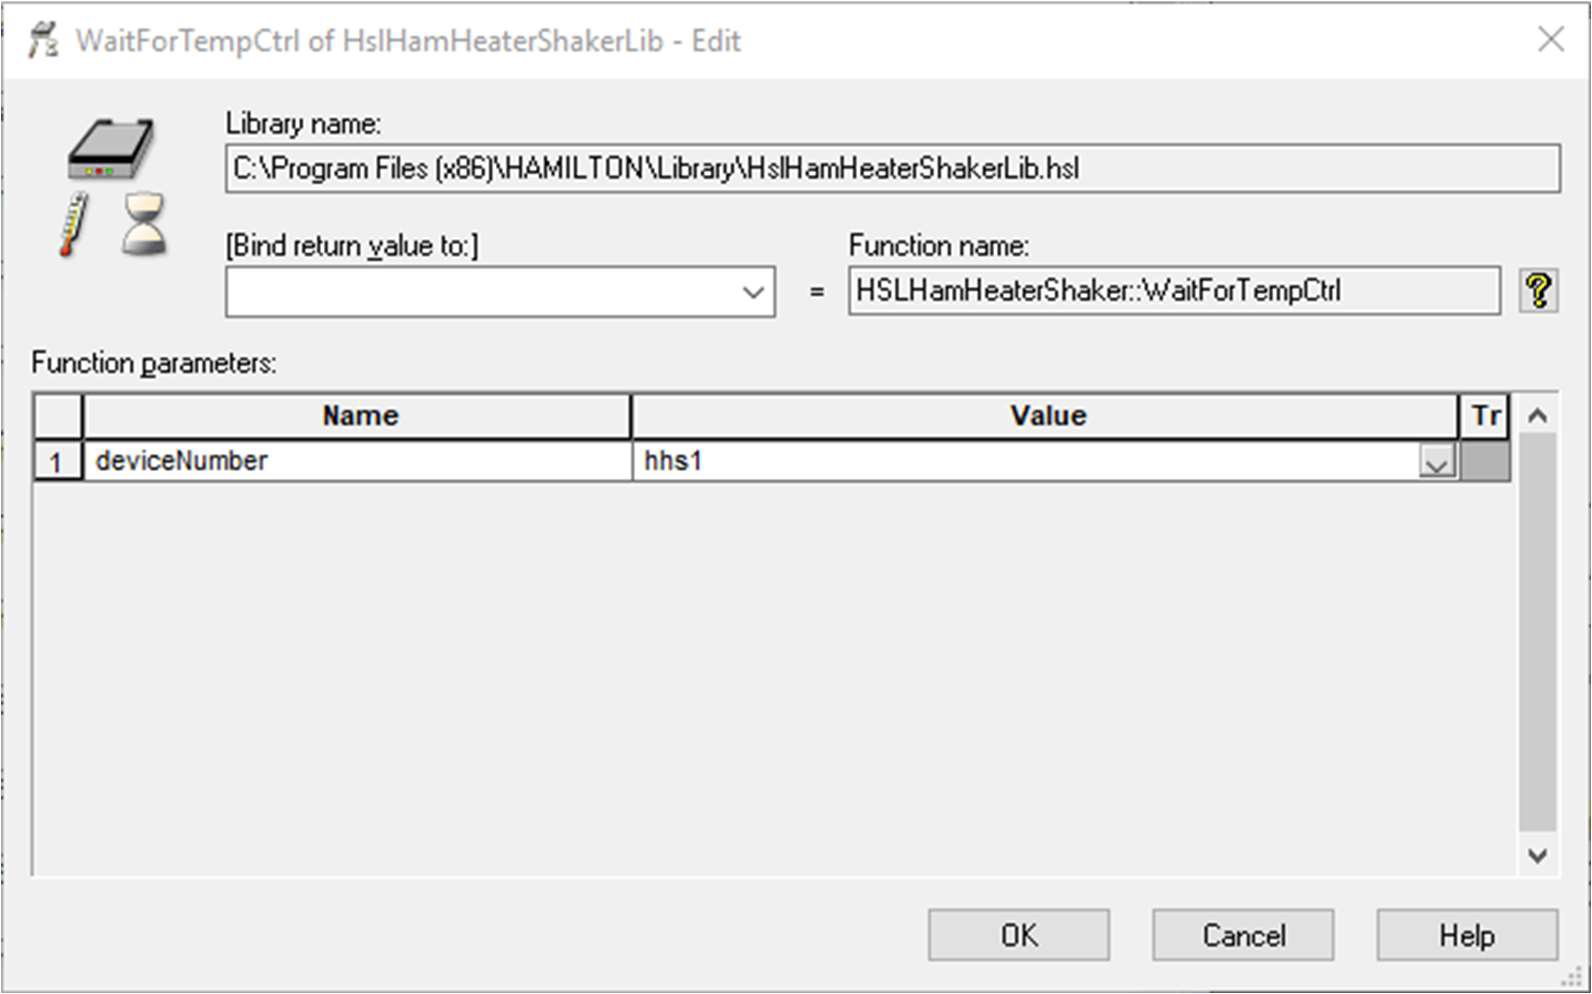 WaitForTempCtrl of HslHamHeaterShakerLib - Edit
Library name:
C:\Program Files (x86)\HAMILTON\Library\HslHamHeaterShakerLib.hsl
[Bind return value to:]
Function name:
= HSLHamHeaterShaker::WaitForTempCtrl ?
Function parameters:
Name Value Tr
1 deviceNumber hhs1
OK Cancel Help